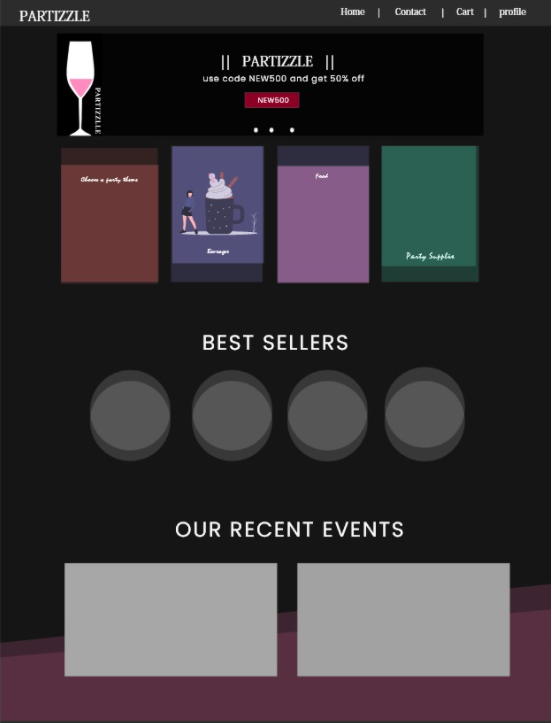 PARTIZZLE
Home | Contact | Cart | profile
PARTIZZLE
|| PARTIZZLE ||
use code NEW500 and get 50% off
NEW500
Choose a party theme
Beverages
Food
Party Supplies
BEST SELLERS
OUR RECENT EVENTS